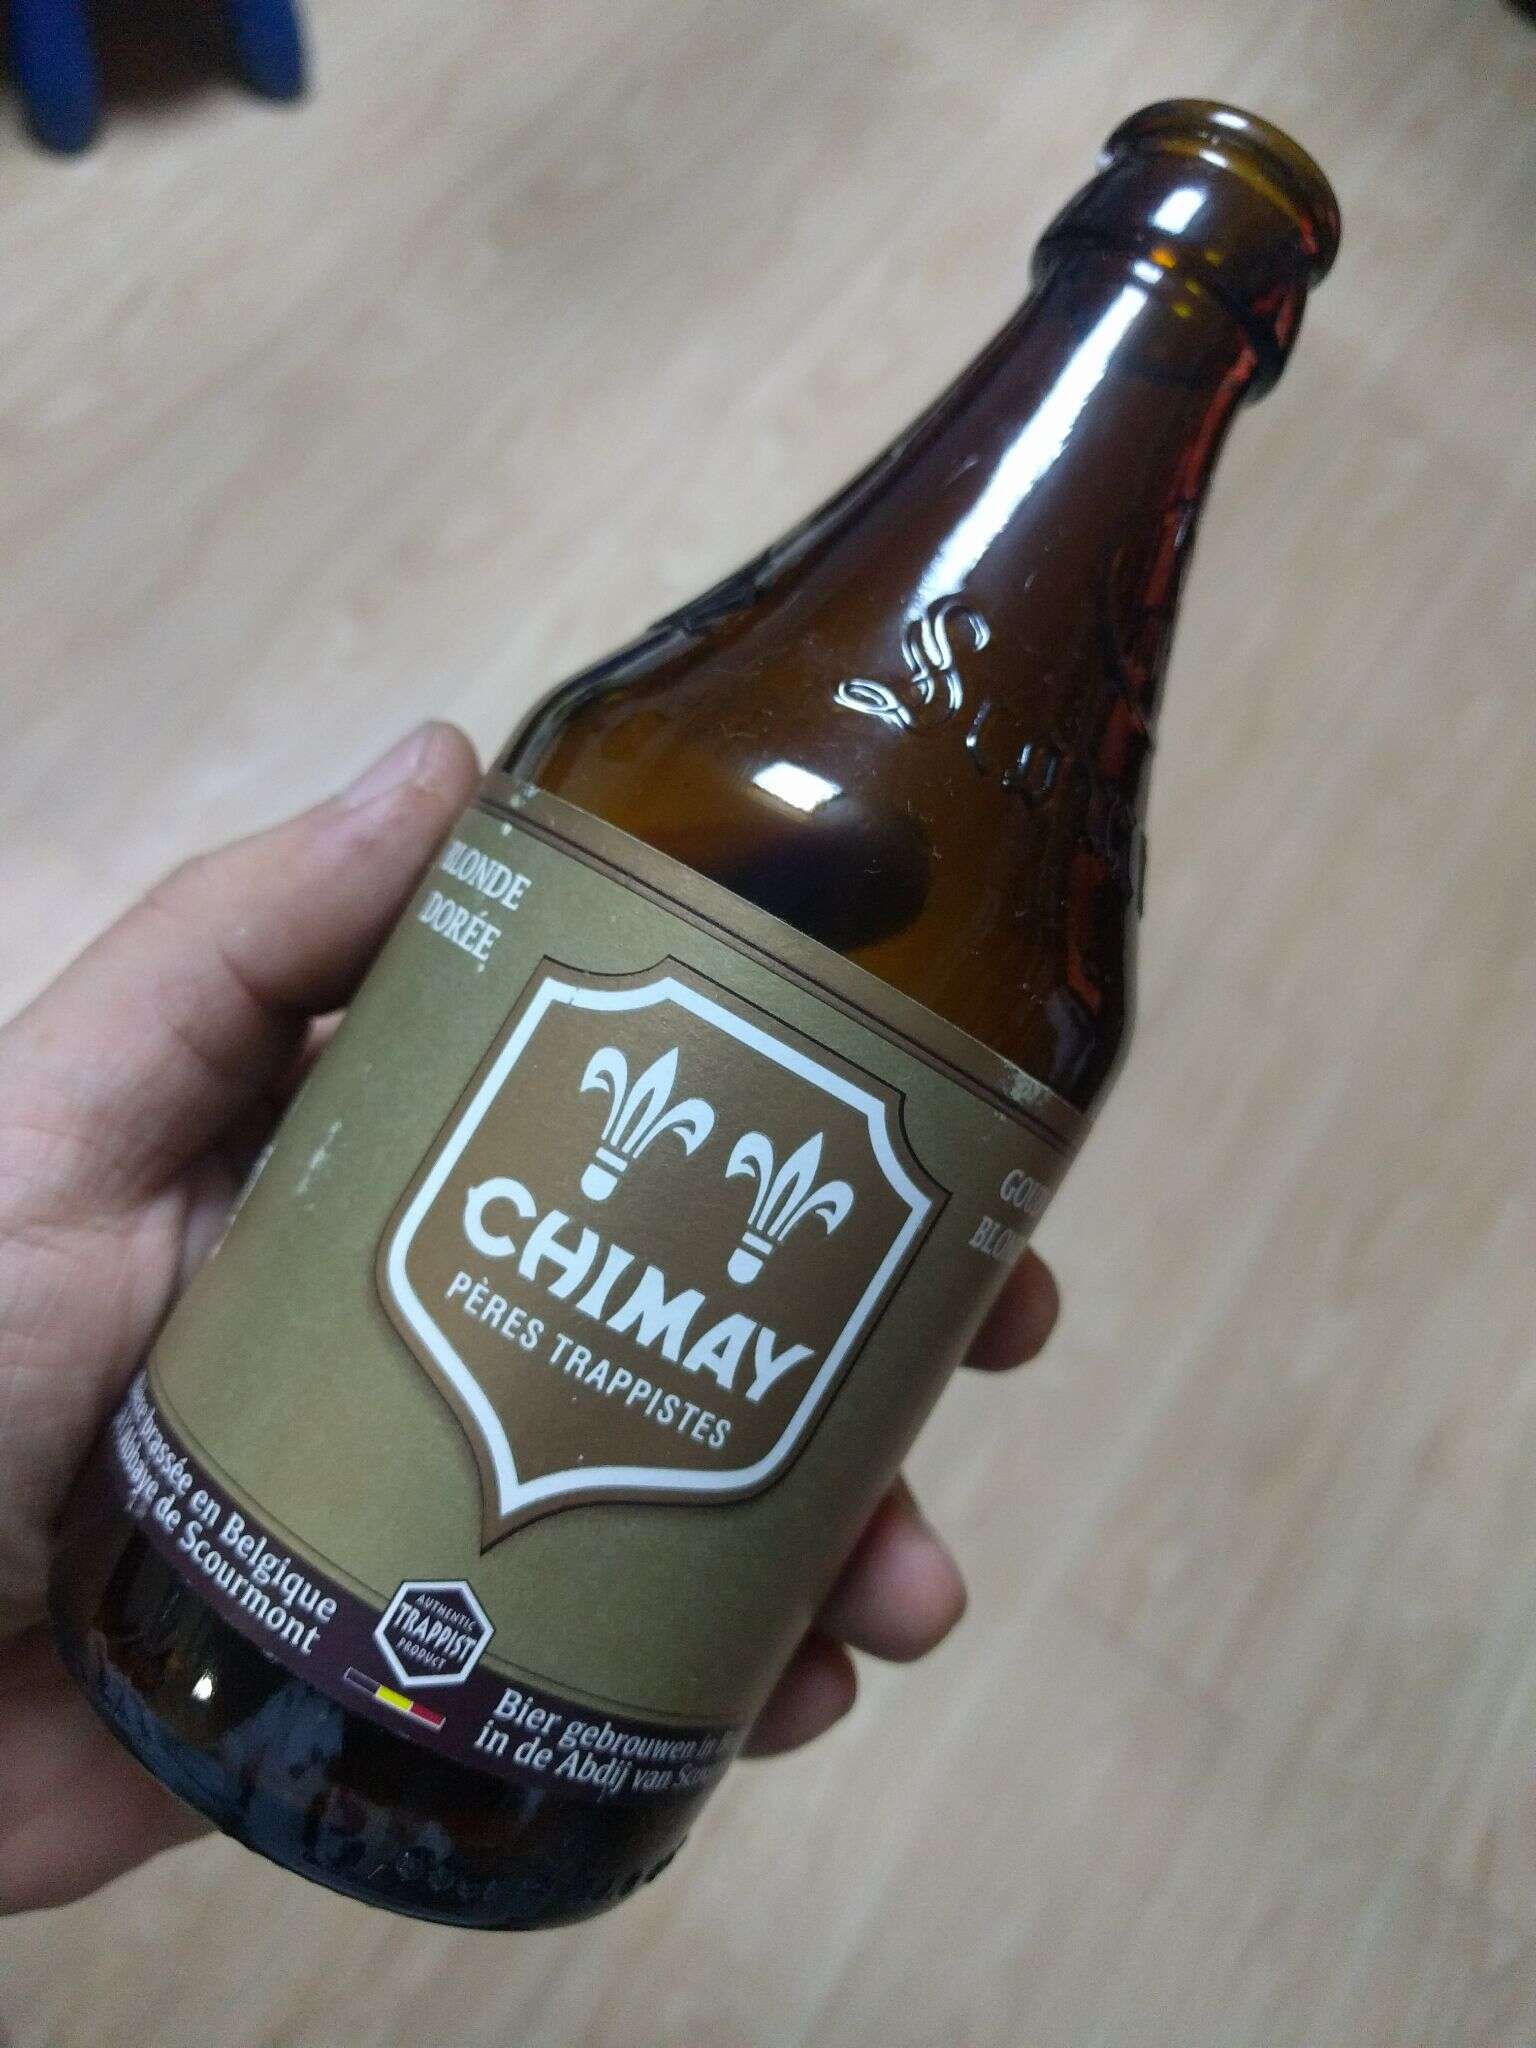 BLONDE
DORÉE
CHIMAY
PÈRES TRAPPISTES
brassée en Belgique
de Scourmont
AUTHENTIC
TRAPPIST
PRODUCT
Bier gebrouwen in
in de Abdij van